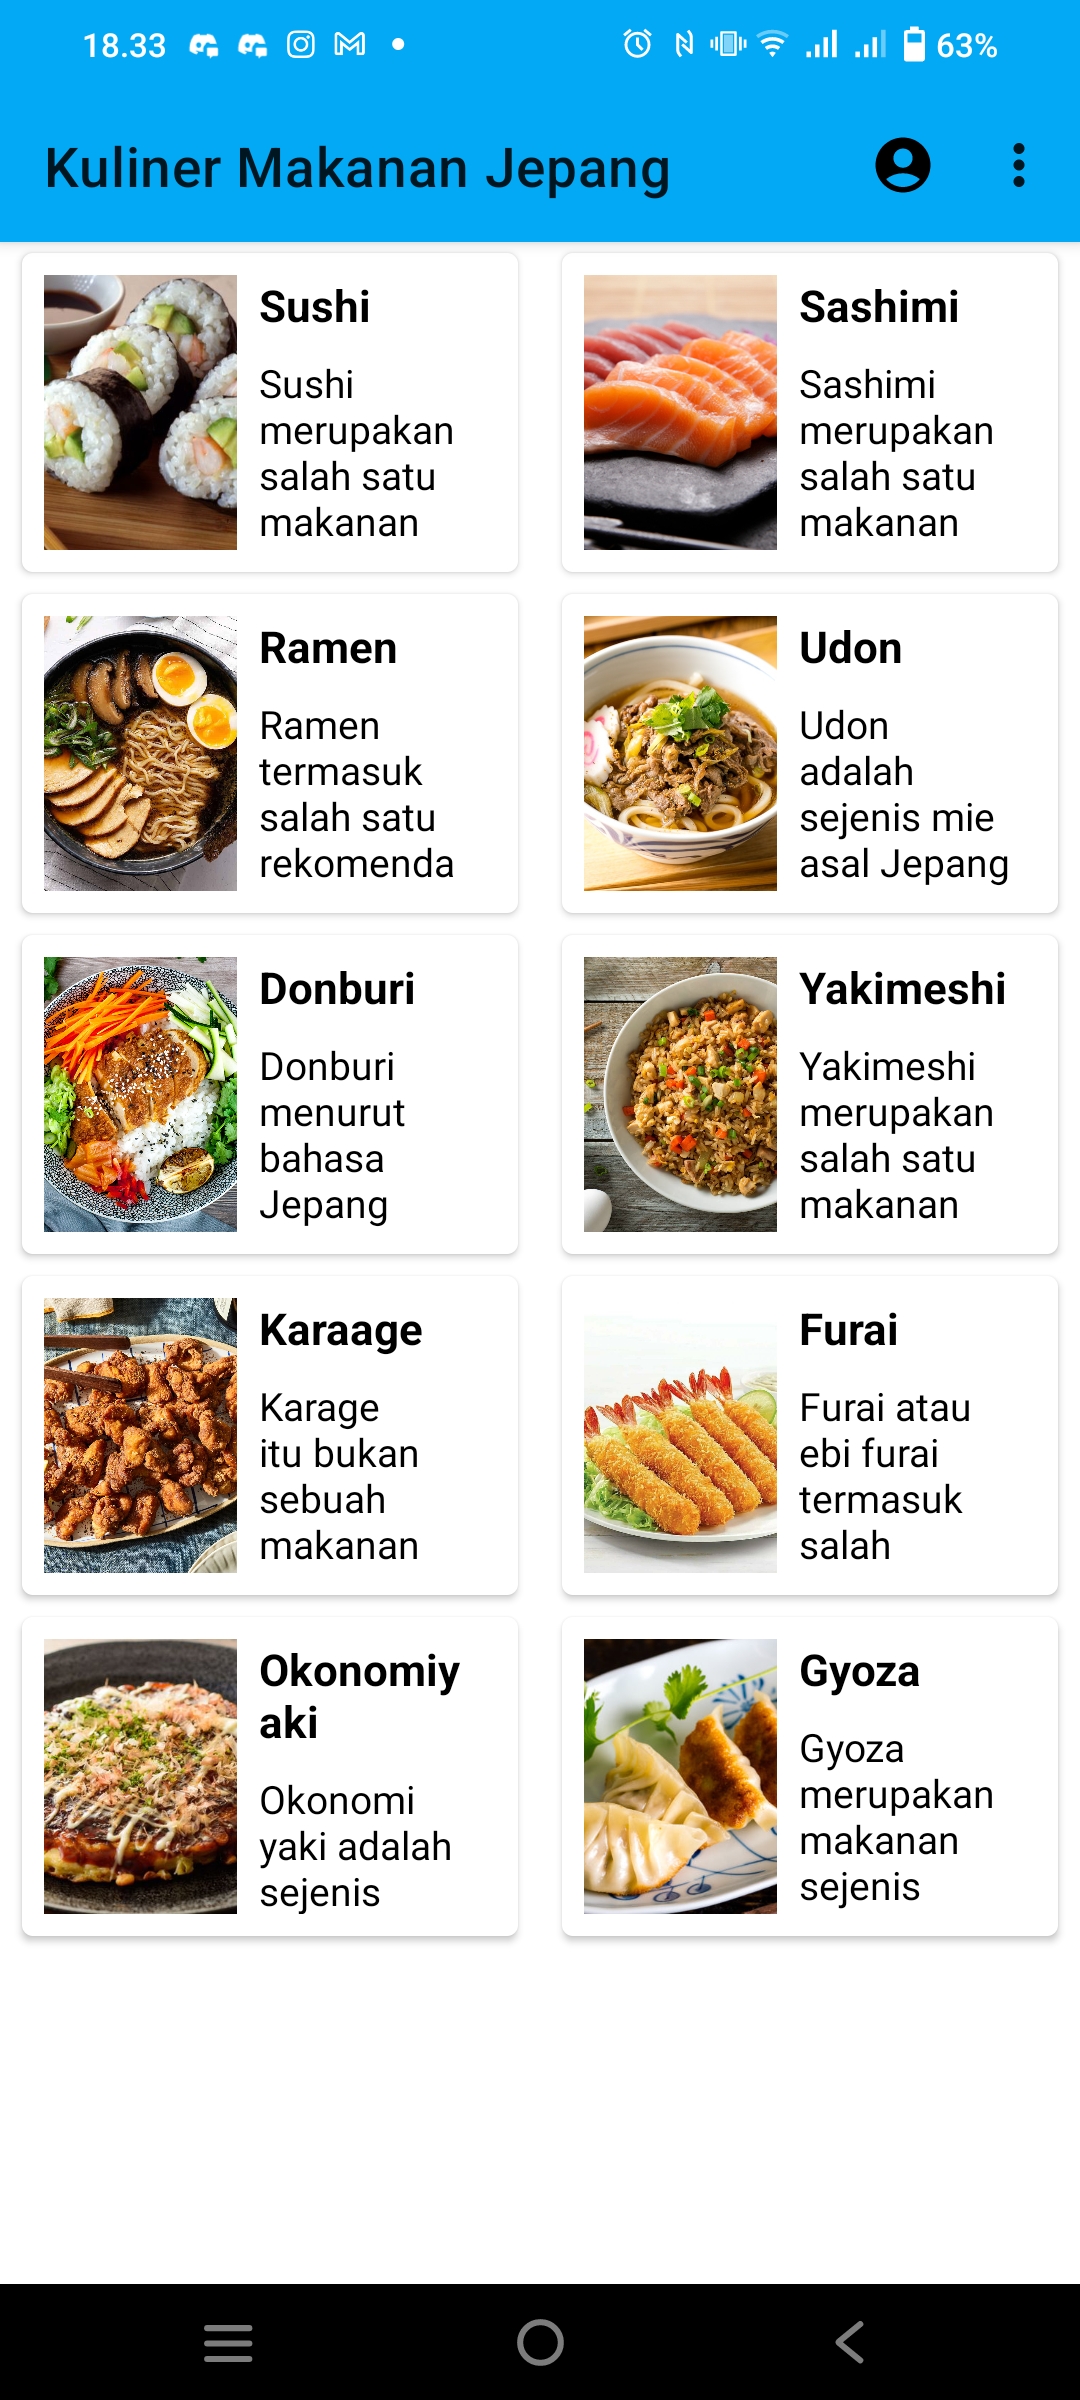 18.33
63%
Kuliner Makanan Jepang
Sushi
Sushi
merupakan
salah satu
makanan
Sashimi
Sashimi
merupakan
salah satu
makanan
Ramen
Ramen
termasuk
salah satu
rekomenda
Udon
Udon
adalah
sejenis mie
asal Jepang
Donburi
Donburi
menurut
bahasa
Jepang
Yakimeshi
Yakimeshi
merupakan
salah satu
makanan
Karaage
Karage
itu bukan
sebuah
makanan
Furai
Furai atau
ebi furai
termasuk
salah
Okonomiy
aki
Okonomi
yaki adalah
sejenis
Gyoza
Gyoza
merupakan
makanan
sejenis